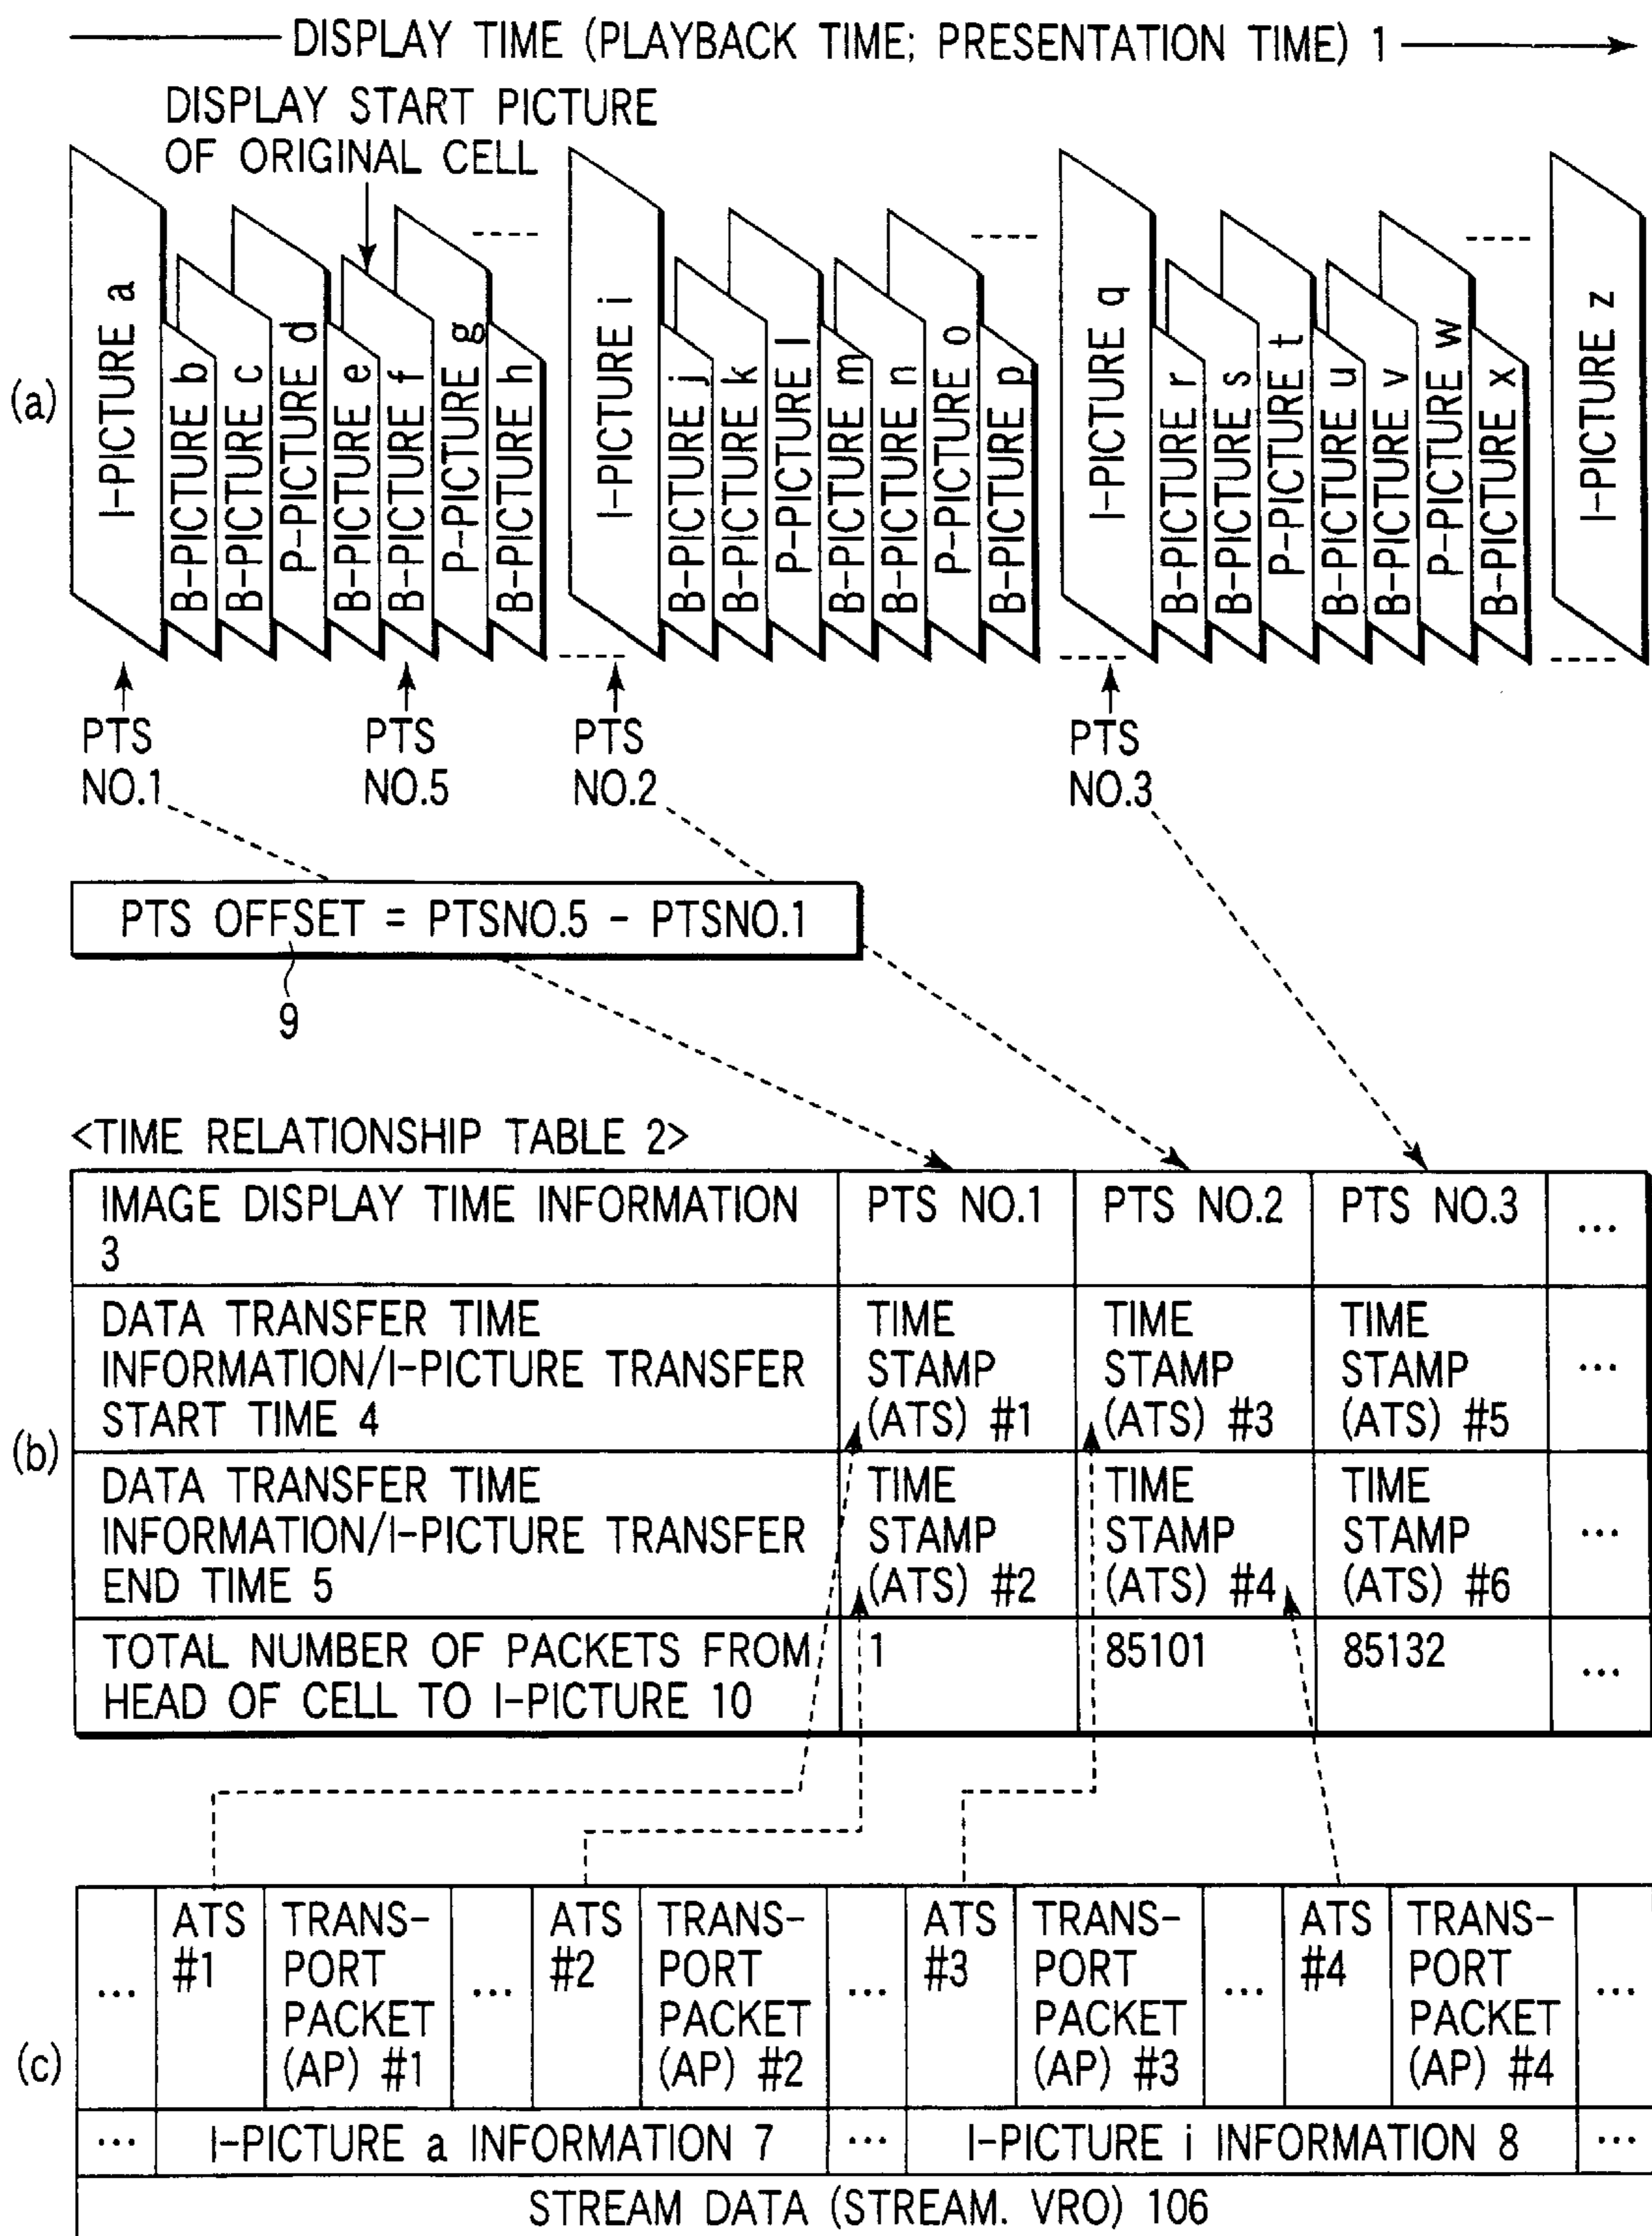 DISPLAY TIME (PLAYBACK TIME; PRESENTATION TIME) 1
DISPLAY START PICTURE
OF ORIGINAL CELL
(a)
I-PICTURE a
B-PICTURE b
B-PICTURE c
P-PICTURE d
B-PICTURE e
B-PICTURE f
P-PICTURE g
B-PICTURE h
I-PICTURE i
B-PICTURE j
B-PICTURE k
P-PICTURE l
B-PICTURE m
B-PICTURE n
P-PICTURE o
B-PICTURE p
I-PICTURE q
B-PICTURE r
B-PICTURE s
P-PICTURE t
B-PICTURE u
B-PICTURE v
P-PICTURE w
B-PICTURE x
I-PICTURE z
PTS
NO.1
PTS
NO.5
PTS
NO.2
PTS
NO.3
PTS OFFSET = PTSNO.5 - PTSNO.1
9
<TIME RELATIONSHIP TABLE 2>
(b)
IMAGE DISPLAY TIME INFORMATION
3
PTS NO.1
PTS NO.2
PTS NO.3
...
DATA TRANSFER TIME
INFORMATION/I-PICTURE TRANSFER
START TIME 4
TIME
STAMP
(ATS) #1
TIME
STAMP
(ATS) #3
TIME
STAMP
(ATS) #5
...
DATA TRANSFER TIME
INFORMATION/I-PICTURE TRANSFER
END TIME 5
TIME
STAMP
(ATS) #2
TIME
STAMP
(ATS) #4
TIME
STAMP
(ATS) #6
...
TOTAL NUMBER OF PACKETS FROM
HEAD OF CELL TO I-PICTURE 10
1
85101
85132
...
(c)
...
ATS
#1
TRANS-
PORT
PACKET
(AP) #1
...
ATS
#2
TRANS-
PORT
PACKET
(AP) #2
...
ATS
#3
TRANS-
PORT
PACKET
(AP) #3
...
ATS
#4
TRANS-
PORT
PACKET
(AP) #4
...
...
I-PICTURE a INFORMATION 7
...
I-PICTURE i INFORMATION 8
...
STREAM DATA (STREAM. VRO) 106